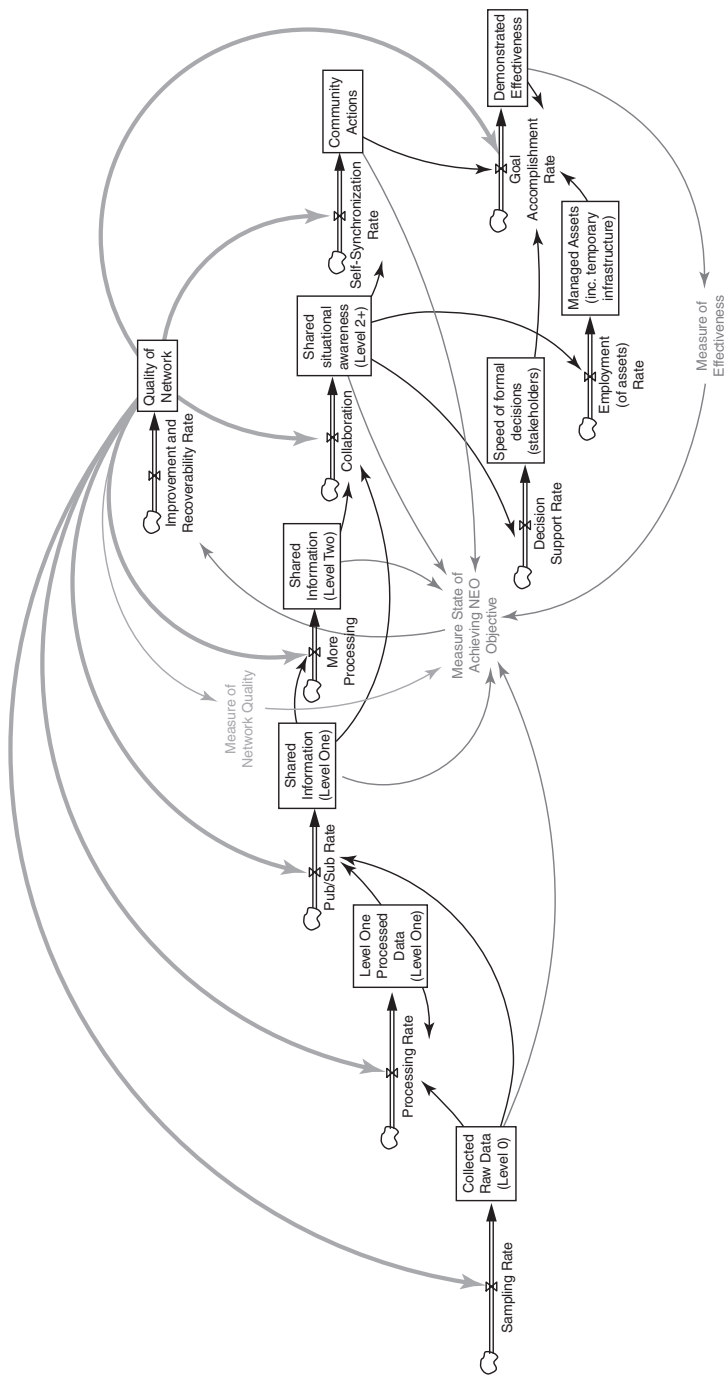 Quality of
Network
Improvement and
Recoverability Rate
Community
Actions
Self-Synchronization
Rate
Demonstrated
Effectiveness
Goal
Accomplishment
Rate
Shared
situational
awareness
(Level 2+)
Collaboration
Managed Assets
(inc. temporary
infrastructure)
Employment
(of assets)
Rate
Speed of formal
decisions
(stakeholders)
Decision
Support Rate
Measure of
Effectiveness
Shared
Information
(Level Two)
More
Processing
Measure of
Network Quality
Measure State of
Achieving NEO
Objective
Shared
Information
(Level One)
Pub/Sub Rate
Level One
Processed
Data
(Level One)
Processing Rate
Collected
Raw Data
(Level 0)
Sampling Rate